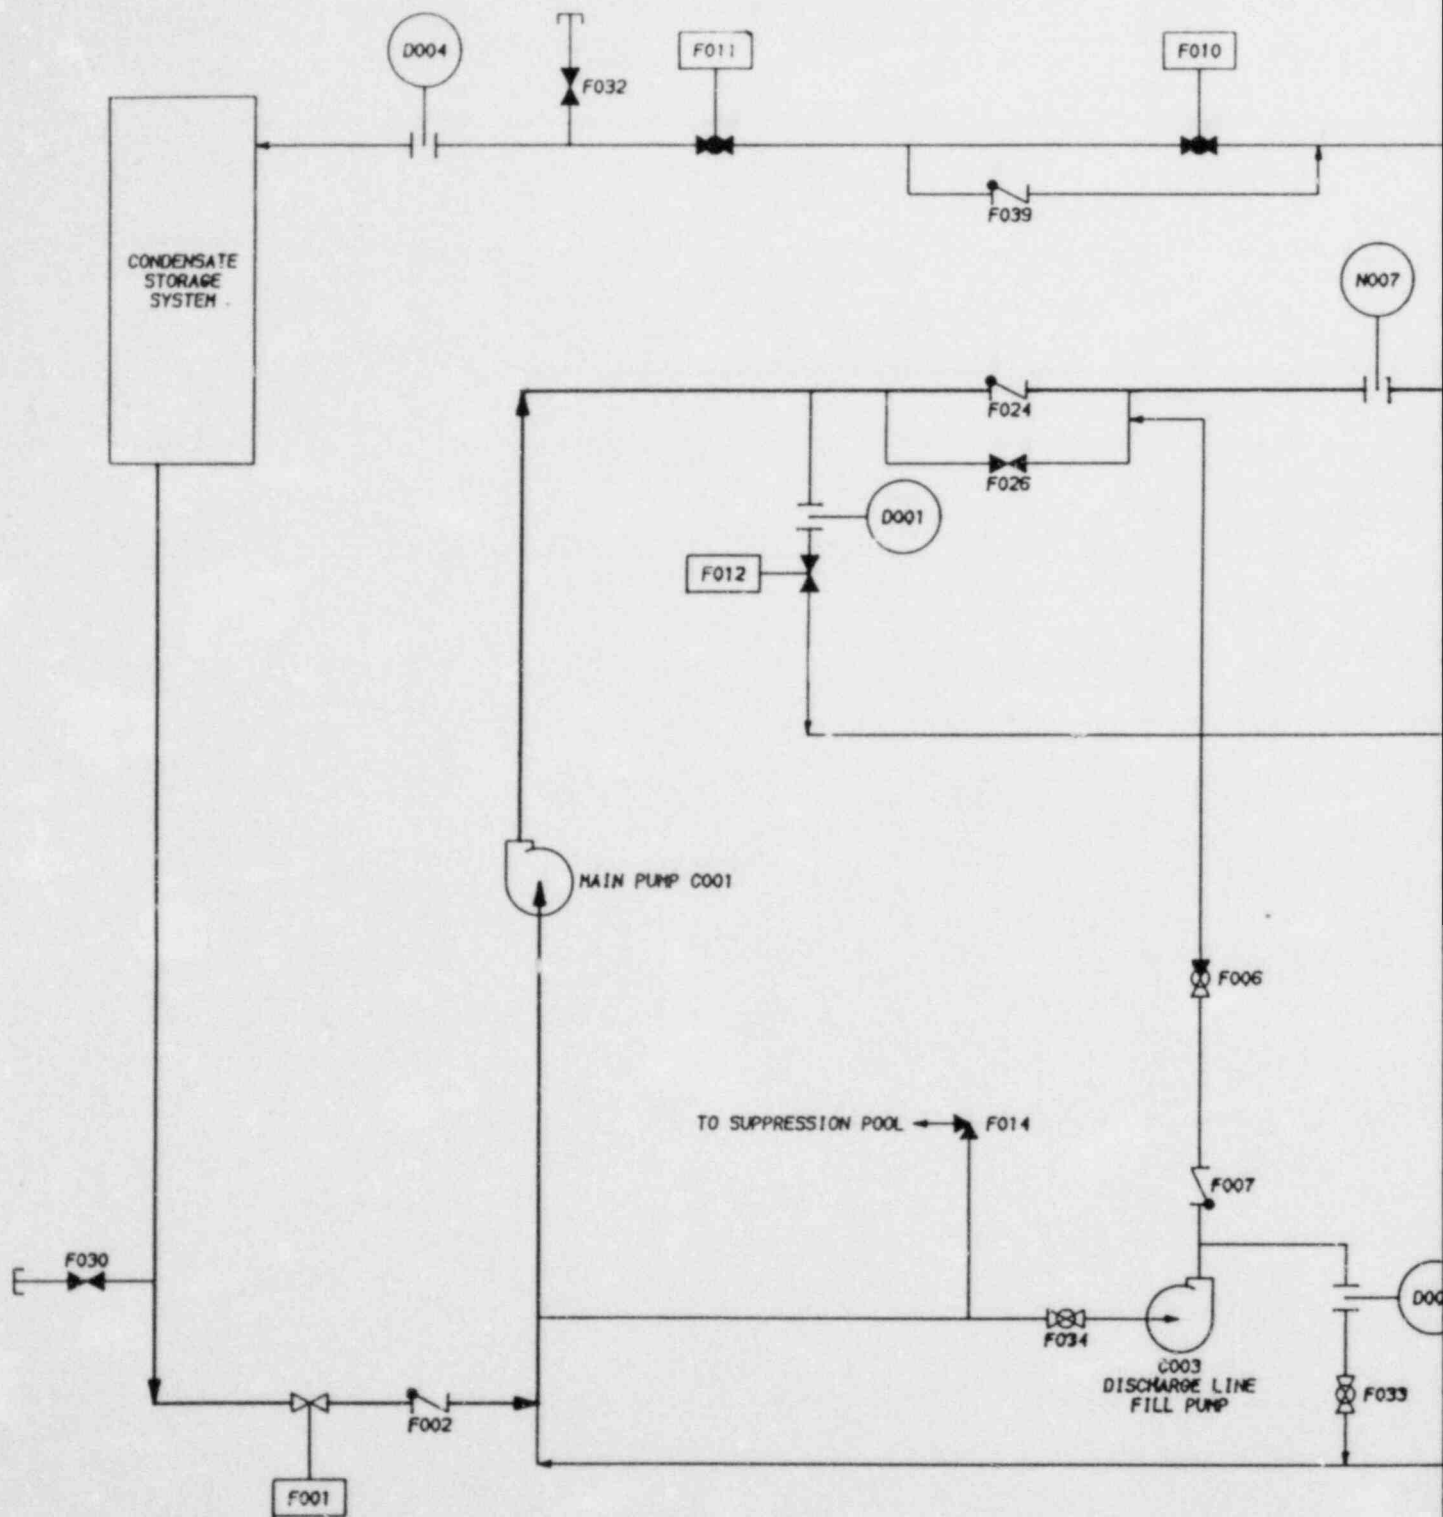 D004
F011
F010
F032
CONDENSATE
STORAGE
SYSTEM
F039
N007
F024
F026
D001
F012
MAIN PUMP C001
F006
TO SUPPRESSION POOL
F014
F007
F030
F034
D00
C003
DISCHARGE LINE
FILL PUMP
F033
F002
F001